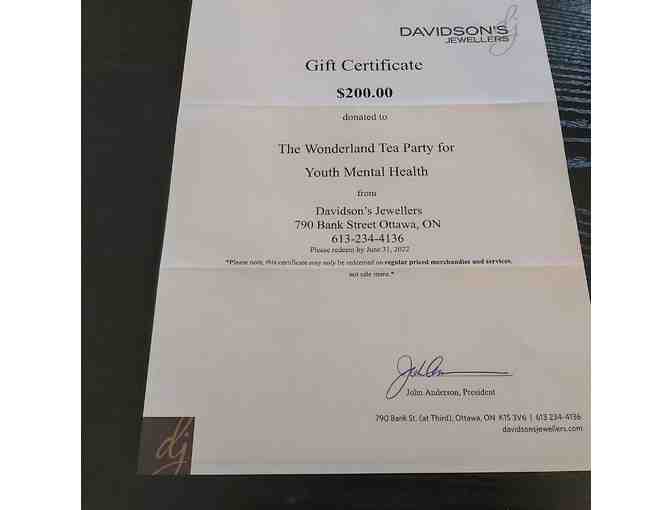 DAVIDSON'S
JEWELLERS
dj
Gift Certificate
$200.00
donated to
The Wonderland Tea Party for
Youth Mental Health
from
Davidson's Jewellers
790 Bank Street Ottawa, ON
613-234-4136
Please redeem by June 31, 2022
*Please note, this certificate may only be redeemed on regular priced merchandise and services,
not sale items.*
John Anderson, President
790 Bank St. (at Third), Ottawa, ON K1S 3V6 | 613 234-4136
davidsonsjewellers.com
dj